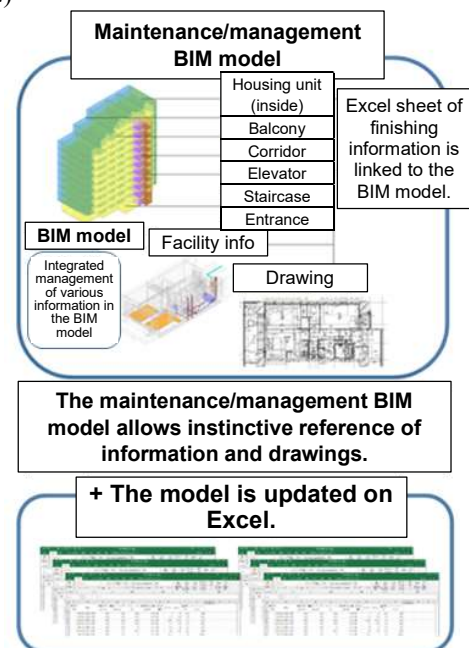 Maintenance/management
BIM model
Housing unit
(inside)
Balcony
Corridor
Elevator
Staircase
Entrance
Excel sheet of
finishing
information is
linked to the
BIM model.
BIM model
Facility info
Integrated
management
of various
information in
the BIM
model
Drawing
The maintenance/management BIM
model allows instinctive reference of
information and drawings.
+ The model is updated on
Excel.